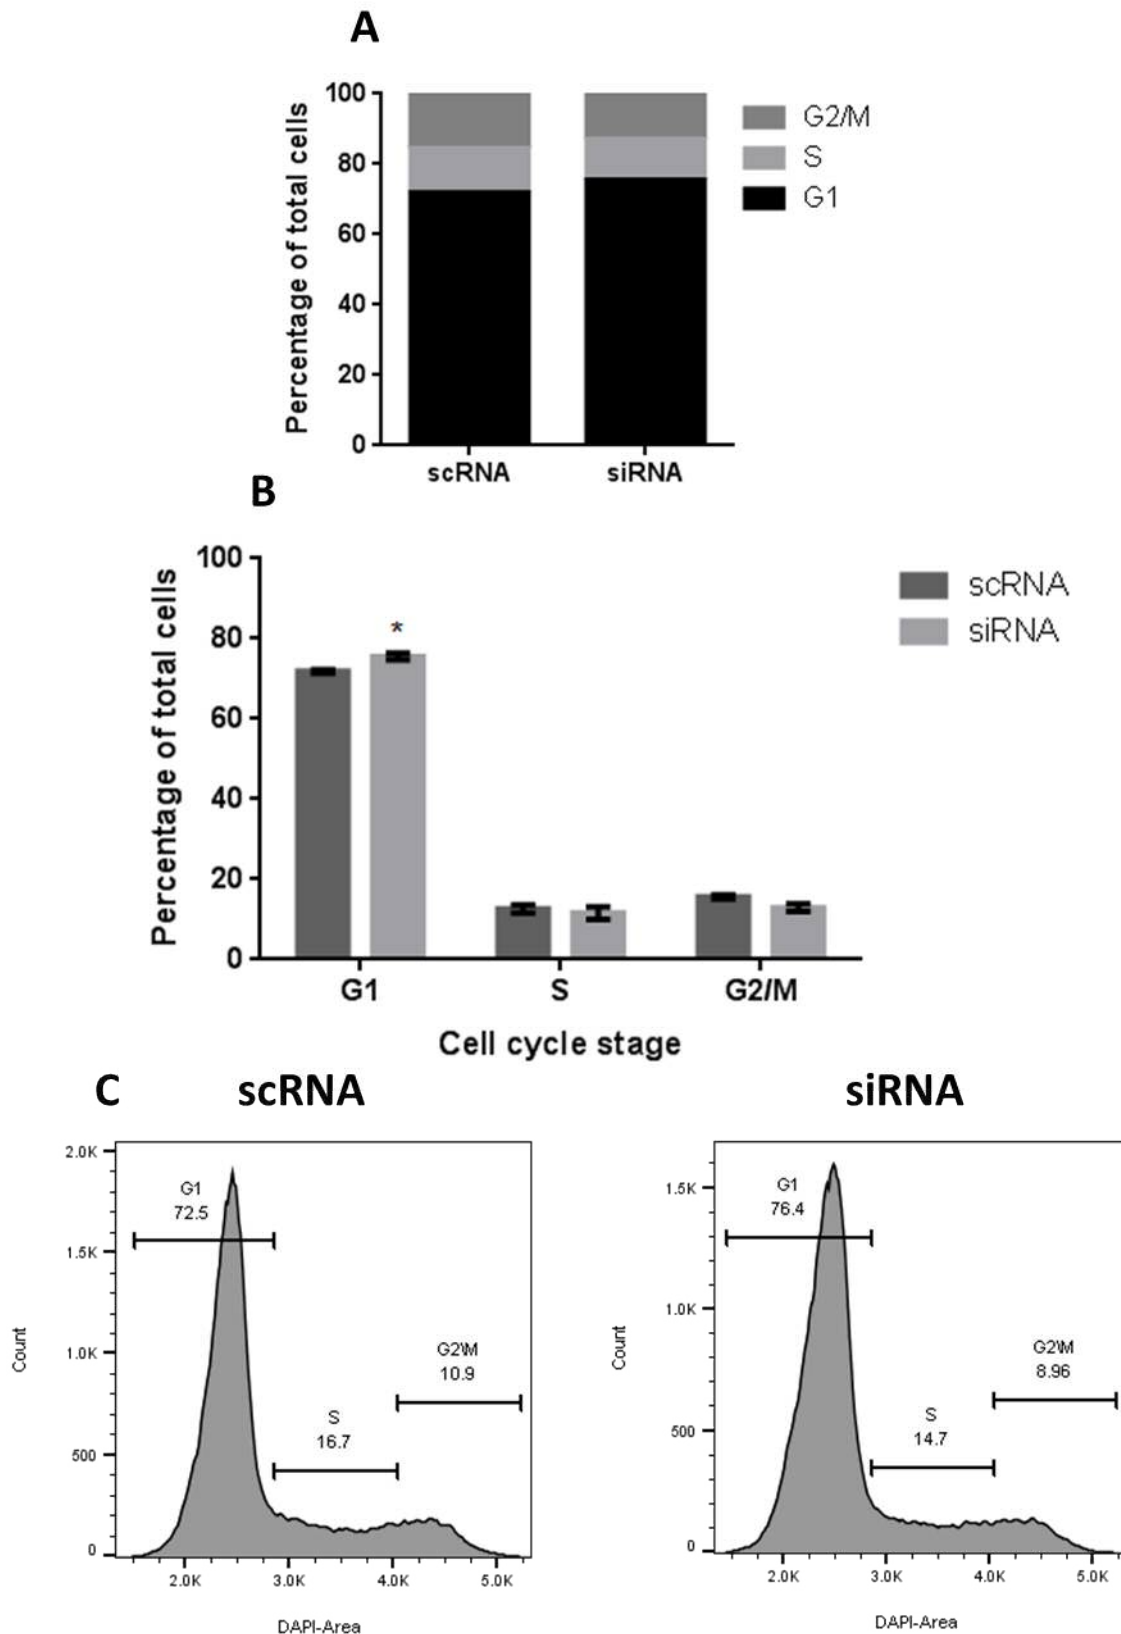 A
Percentage of total cells
100
80
60
40
20
0
scRNA
siRNA
G2/M
S
G1
B
Percentage of total cells
100
80
60
40
20
0
*
G1
S
G2/M
Cell cycle stage
scRNA
siRNA
C
scRNA
siRNA
2.0K
1.5K
1.0K
500
0
Count
G1
72.5
S
16.7
G2\M
10.9
2.0K
3.0K
4.0K
5.0K
DAPI-Area
1.5K
1.0K
500
0
Count
G1
76.4
S
14.7
G2\M
8.96
2.0K
3.0K
4.0K
5.0K
DAPI-Area